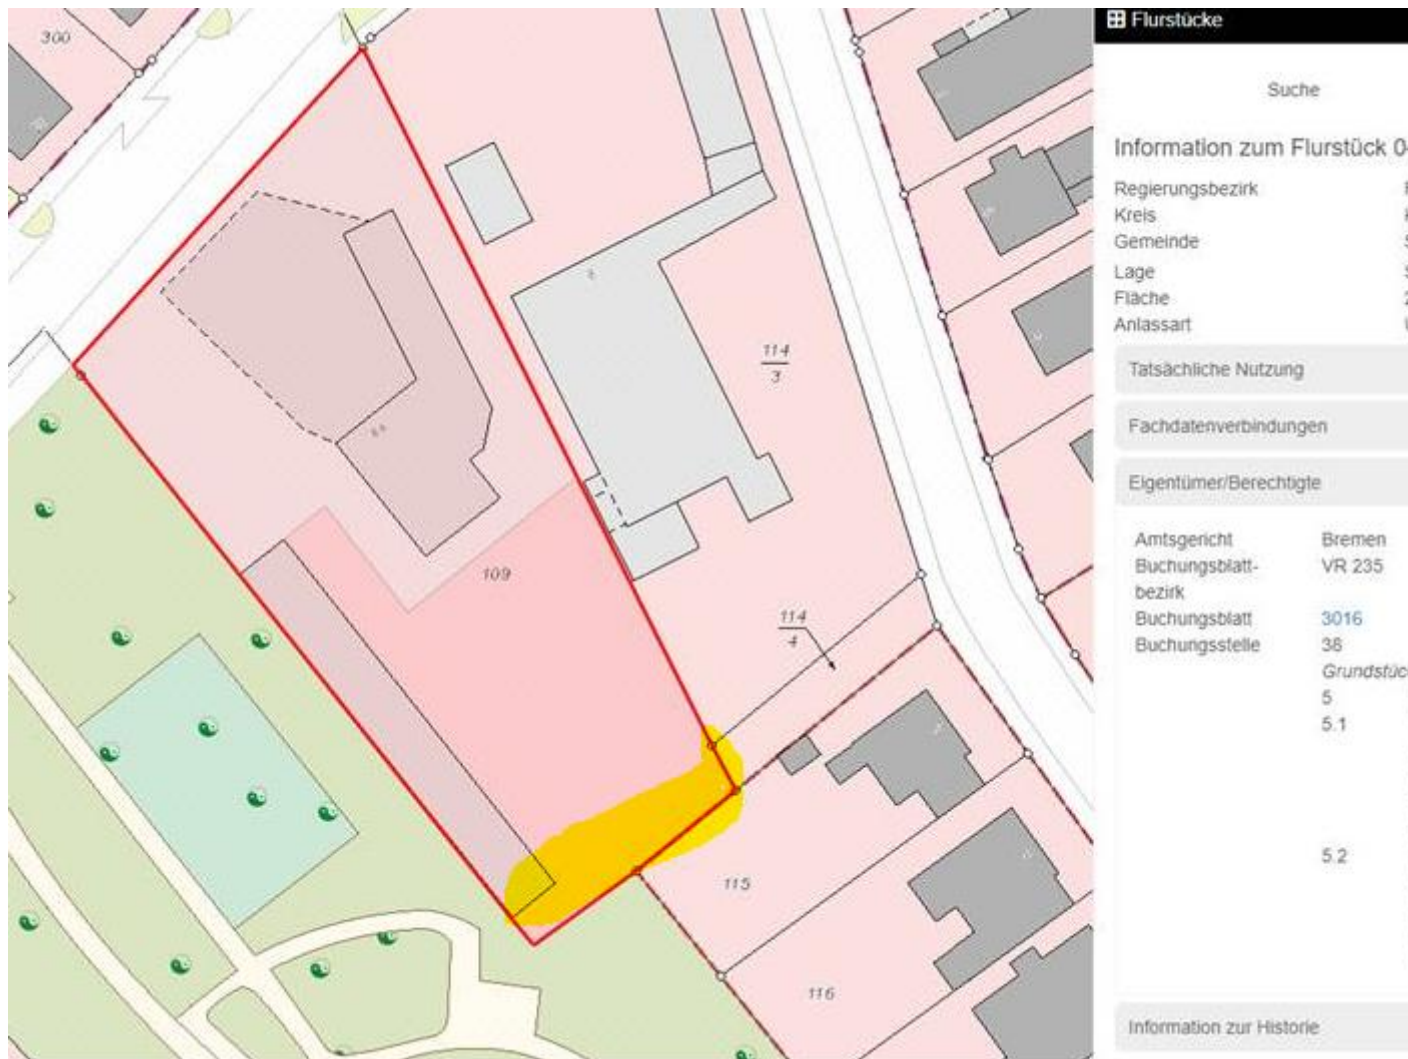 300
114
3
109
114
4
115
116
Flurstücke
Suche
Information zum Flurstück 0
Regierungsbezirk
Kreis
Gemeinde
Lage
Fläche
Anlassart
Tatsächliche Nutzung
Fachdatenverbindungen
Eigentümer/Berechtigte
Amtsgericht Bremen
Buchungsblatt- VR 235
bezirk
Buchungsblatt 3016
Buchungsstelle 38
Grundstüc
5
5.1
5.2
Information zur Historie